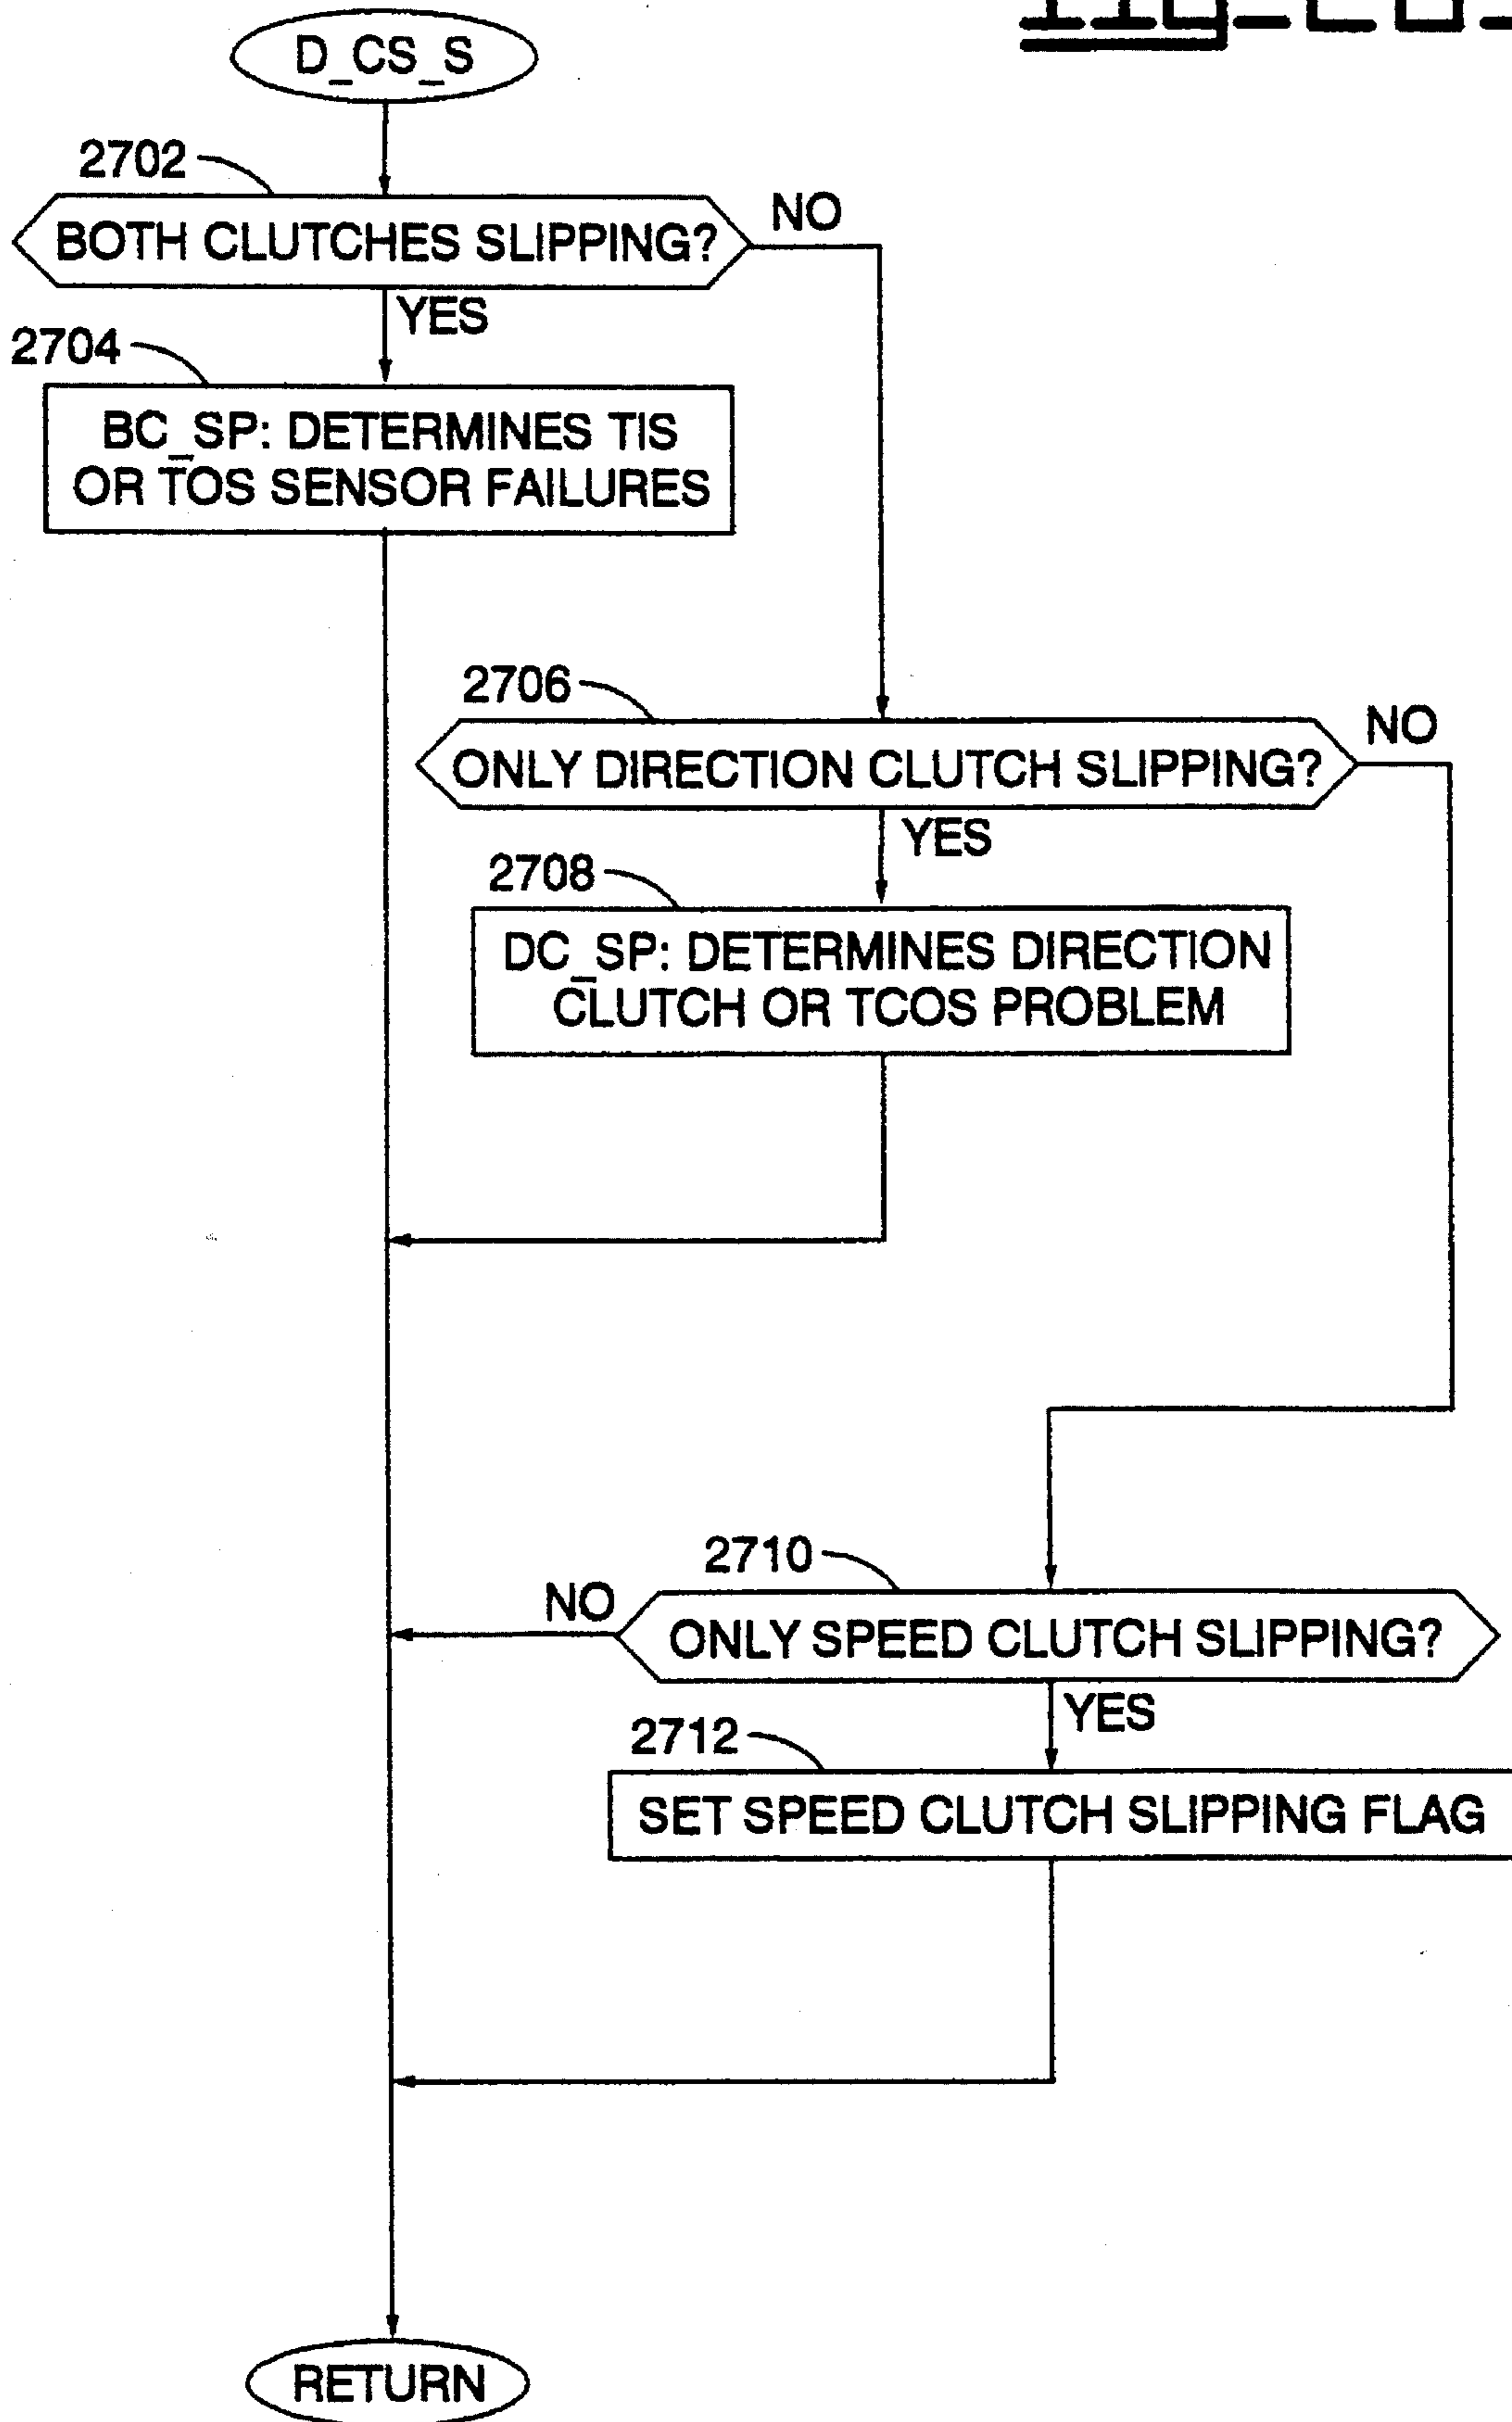 D_CS_S
2702
BOTH CLUTCHES SLIPPING?
NO
YES
2704
BC_SP: DETERMINES TIS
OR TOS SENSOR FAILURES
2706
ONLY DIRECTION CLUTCH SLIPPING?
NO
YES
2708
DC_SP: DETERMINES DIRECTION
CLUTCH OR TCOS PROBLEM
2710
NO
ONLY SPEED CLUTCH SLIPPING?
YES
2712
SET SPEED CLUTCH SLIPPING FLAG
RETURN